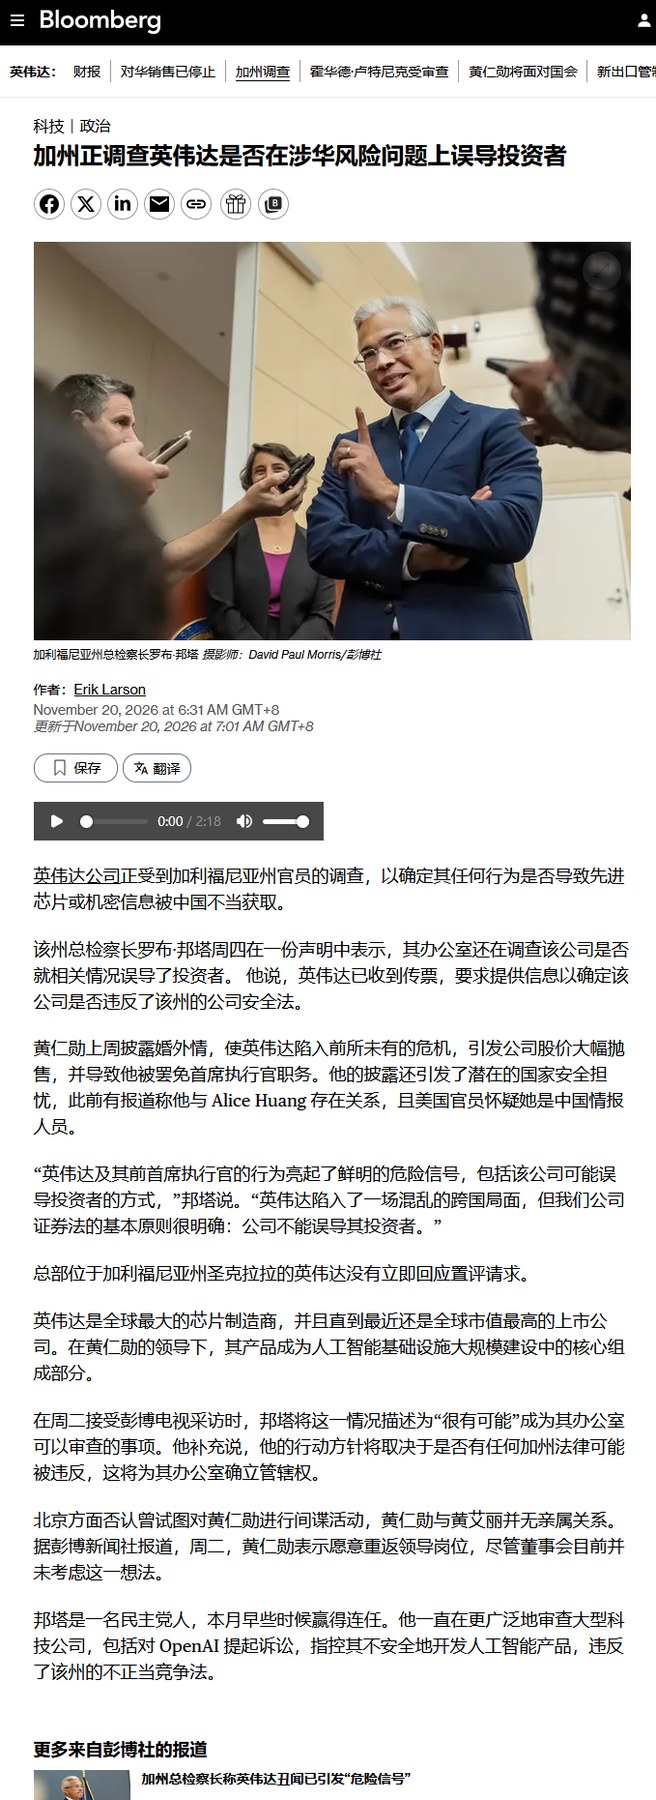 Bloomberg
英伟达： 财报 对华销售已停止 加州调查 霍华德·卢特尼克受审查 黄仁勋将面对国会 新出口管
科技 | 政治
加州正调查英伟达是否在涉华风险问题上误导投资者
加利福尼亚州总检察长罗布·邦塔 摄影师：David Paul Morris/彭博社
作者：Erik Larson
November 20, 2026 at 6:31 AM GMT+8
更新于November 20, 2026 at 7:01 AM GMT+8
保存 翻译
0:00 / 2:18
英伟达公司正受到加利福尼亚州官员的调查，以确定其任何行为是否导致先进
芯片或机密信息被中国不当获取。
该州总检察长罗布·邦塔周四在一份声明中表示，其办公室还在调查该公司是否
就相关情况误导了投资者。 他说，英伟达已收到传票，要求提供信息以确定该
公司是否违反了该州的公司安全法。
黄仁勋上周披露婚外情，使英伟达陷入前所未有的危机，引发公司股价大幅抛
售，并导致他被罢免首席执行官职务。他的披露还引发了潜在的国家安全担
忧，此前有报道称他与 Alice Huang 存在关系，且美国官员怀疑她是中国情报
人员。
“英伟达及其前首席执行官的行为亮起了鲜明的危险信号，包括该公司可能误
导投资者的方式，”邦塔说。“英伟达陷入了一场混乱的跨国局面，但我们公司
证券法的基本原则很明确：公司不能误导其投资者。”
总部位于加利福尼亚州圣克拉拉的英伟达没有立即回应置评请求。
英伟达是全球最大的芯片制造商，并且直到最近还是全球市值最高的上市公
司。在黄仁勋的领导下，其产品成为人工智能基础设施大规模建设中的核心组
成部分。
在周二接受彭博电视采访时，邦塔将这一情况描述为“很有可能”成为其办公室
可以审查的事项。他补充说，他的行动方针将取决于是否有任何加州法律可能
被违反，这将为其办公室确立管辖权。
北京方面否认曾试图对黄仁勋进行间谍活动，黄仁勋与黄艾丽并无亲属关系。
据彭博新闻社报道，周二，黄仁勋表示愿意重返领导岗位，尽管董事会目前并
未考虑这一想法。
邦塔是一名民主党人，本月早些时候赢得连任。他一直在更广泛地审查大型科
技公司，包括对 OpenAI 提起诉讼，指控其不安全地开发人工智能产品，违反
了该州的不正当竞争法。
更多来自彭博社的报道
加州总检察长称英伟达丑闻已引发“危险信号”